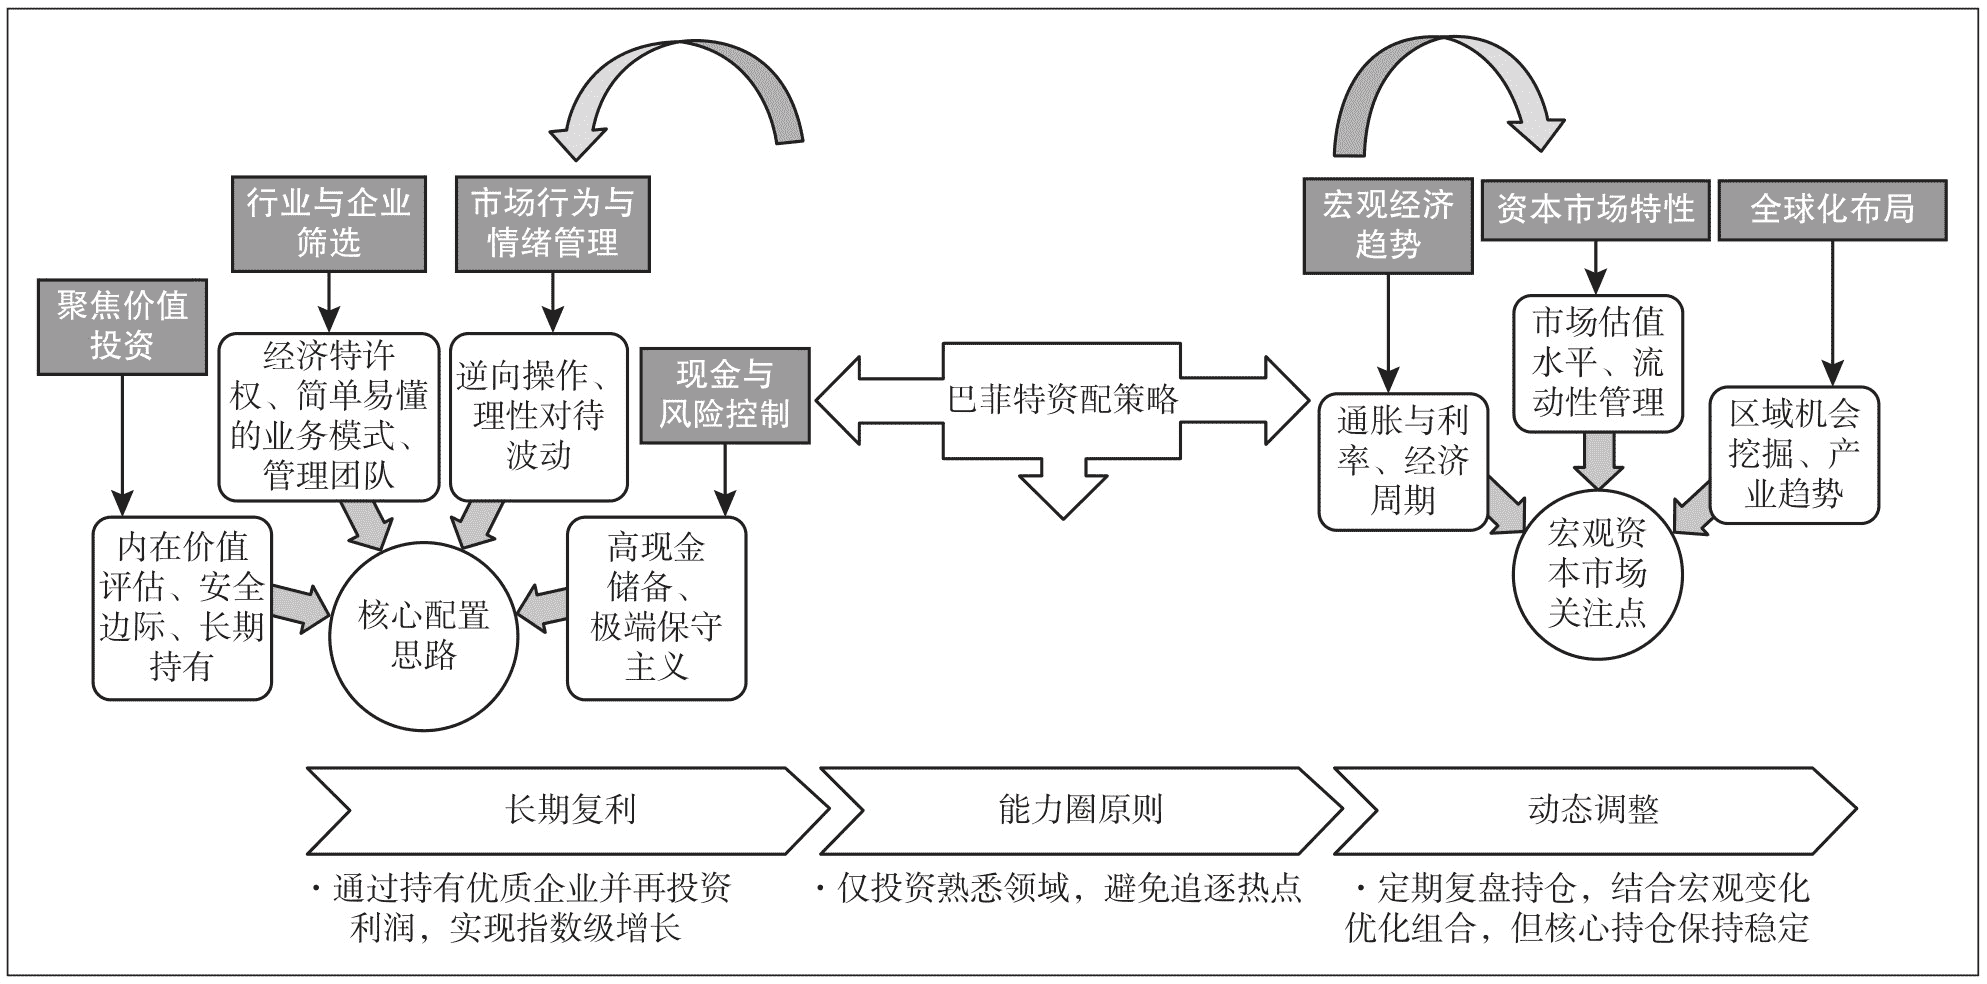 聚焦价值
投资
内在价值
评估、安全
边际、长期
持有
行业与企业
筛选
经济特许
权、简单易懂
的业务模式、
管理团队
市场行为与
情绪管理
逆向操作、
理性对待
波动
现金与
风险控制
高现金
储备、
极端保守
主义
核心配置
思路
巴菲特资配策略
宏观经济
趋势
通胀与利
率、经济
周期
资本市场特性
市场估值
水平、流
动性管理
全球化布局
区域机会
挖掘、产
业趋势
宏观资
本市场
关注点
长期复利
·通过持有优质企业并再投资
利润，实现指数级增长
能力圈原则
·仅投资熟悉领域，避免追逐热点
动态调整
·定期复盘持仓，结合宏观变化
优化组合，但核心持仓保持稳定